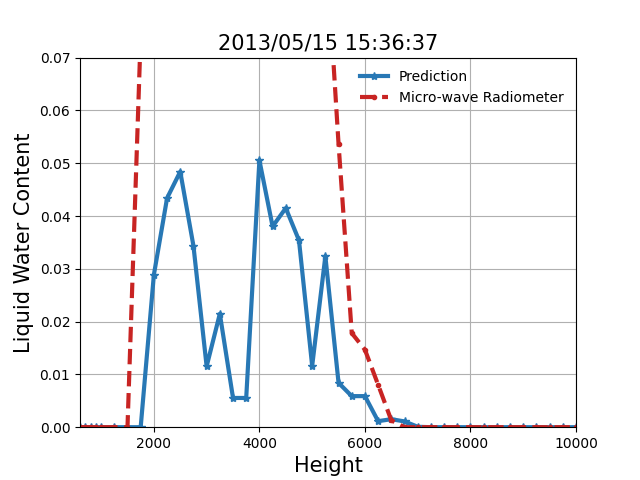 2013/05/15 15:36:37
Prediction
Micro-wave Radiometer
Liquid Water Content
0.07
0.06
0.05
0.04
0.03
0.02
0.01
0.00
2000 4000 6000 8000 10000
Height